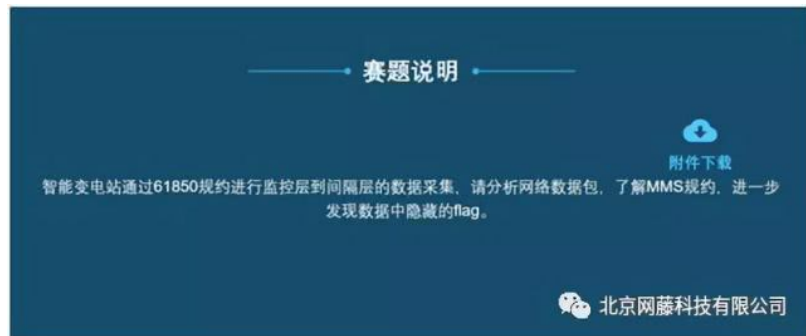 赛题说明
附件下载
智能变电站通过61850规约进行监控层到间隔层的数据采集，请分析网络数据包，了解MMS规约，进一步
发现数据中隐藏的flag。
北京网藤科技有限公司